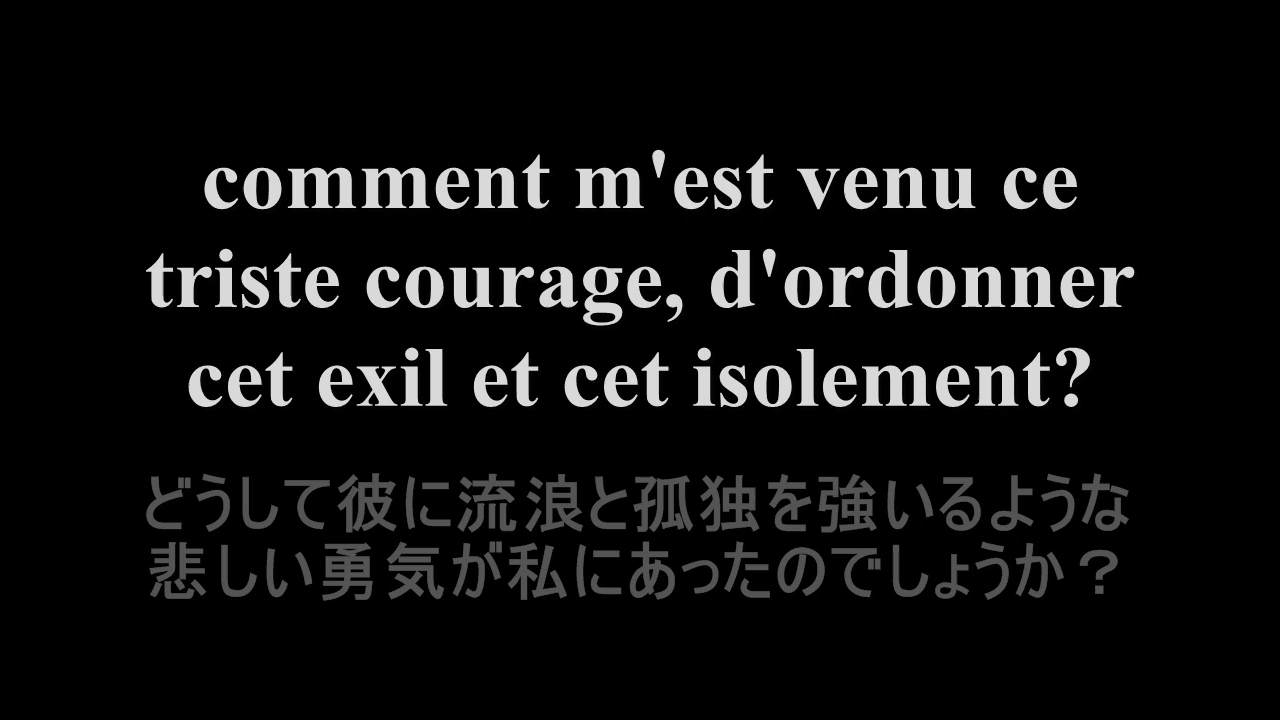 comment m'est venu ce
triste courage, d'ordonner
cet exil et cet isolement?
どうして彼に流浪と孤独を強いるような
悲しい勇気が私にあったのでしょうか？